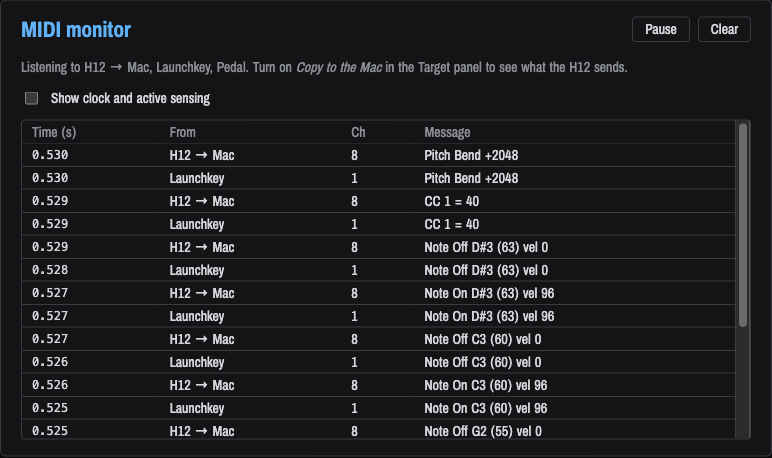 MIDI monitor
Pause Clear
Listening to H12 → Mac, Launchkey, Pedal. Turn on Copy to the Mac in the Target panel to see what the H12 sends.
Show clock and active sensing
Time (s) From Ch Message
0.530 H12 → Mac 8 Pitch Bend +2048
0.530 Launchkey 1 Pitch Bend +2048
0.529 H12 → Mac 8 CC 1 = 40
0.529 Launchkey 1 CC 1 = 40
0.529 H12 → Mac 8 Note Off D#3 (63) vel 0
0.528 Launchkey 1 Note Off D#3 (63) vel 0
0.527 H12 → Mac 8 Note On D#3 (63) vel 96
0.527 Launchkey 1 Note On D#3 (63) vel 96
0.527 H12 → Mac 8 Note Off C3 (60) vel 0
0.526 Launchkey 1 Note Off C3 (60) vel 0
0.526 H12 → Mac 8 Note On C3 (60) vel 96
0.525 Launchkey 1 Note On C3 (60) vel 96
0.525 H12 → Mac 8 Note Off G2 (55) vel 0